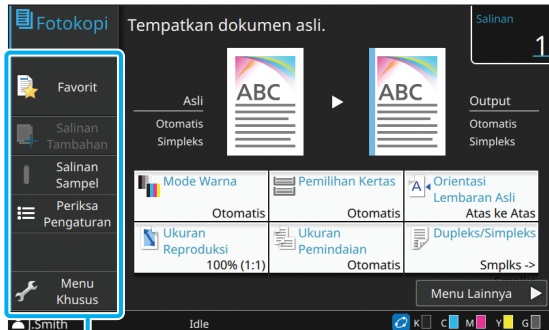 Fotokopi
Tempatkan dokumen asli.
Salinan
1
Favorit
Salinan
Tambahan
Salinan
Sampel
Periksa
Pengaturan
Menu
Khusus
Asli
Otomatis
Simpleks
ABC
ABC
Output
Otomatis
Simpleks
Mode Warna
Otomatis
Pemilihan Kertas
Otomatis
A
Orientasi
Lembaran Asli
Atas ke Atas
Ukuran
Reproduksi
100% (1:1)
Ukuran
Pemindaian
Otomatis
Dupleks/Simpleks
Smplks ->
Menu Lainnya
J.Smith
Idle
K
C
M
Y
G